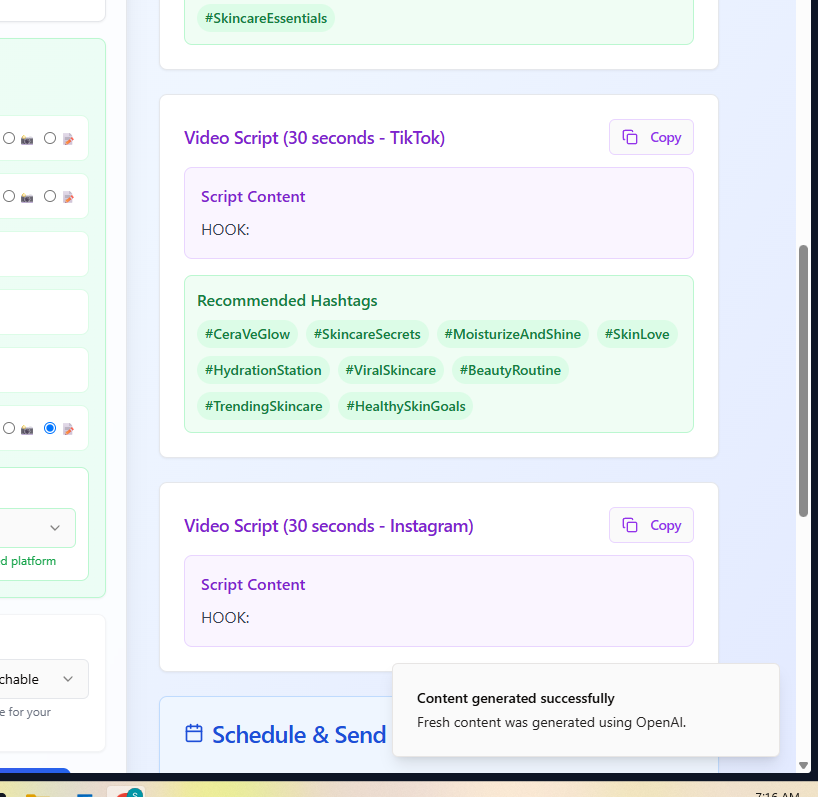 #SkincareEssentials
Video Script (30 seconds - TikTok)
Copy
Script Content
HOOK:
Recommended Hashtags
#CeraVeGlow #SkincareSecrets #MoisturizeAndShine #SkinLove
#HydrationStation #ViralSkincare #BeautyRoutine
#TrendingSkincare #HealthySkinGoals
Video Script (30 seconds - Instagram)
Copy
Script Content
HOOK:
d platform
chable
e for your
Schedule & Send
Content generated successfully
Fresh content was generated using OpenAI.
7:16 AM